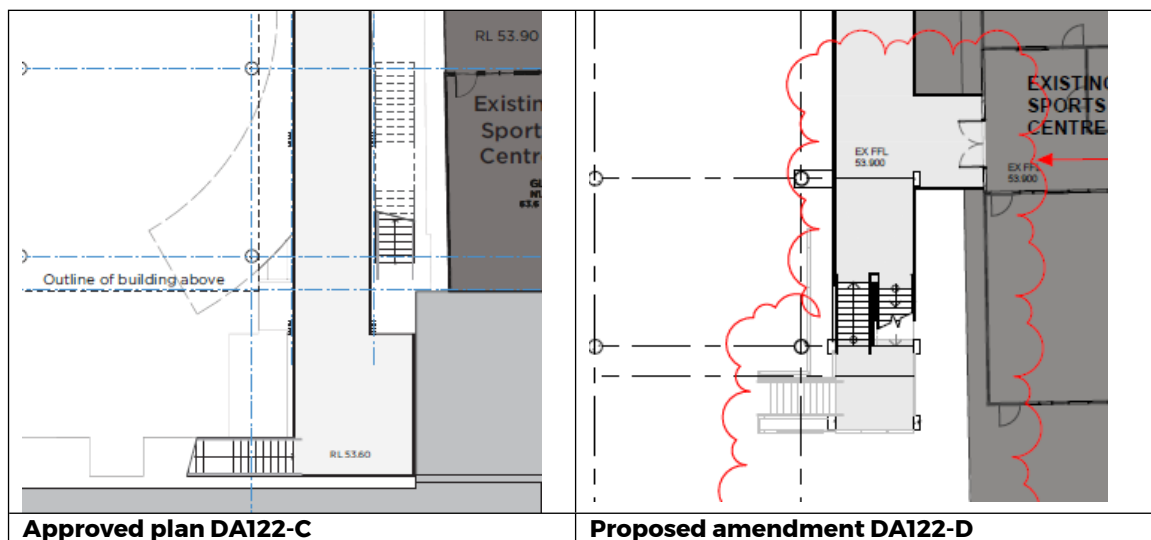 RL 53.90
Existin
Sport
Centr
Outline of building above
RL 53.60
EXISTING
SPORTS
CENTRE
EX FFL
53.900
EX FFL
53.900
Approved plan DA122-C
Proposed amendment DA122-D